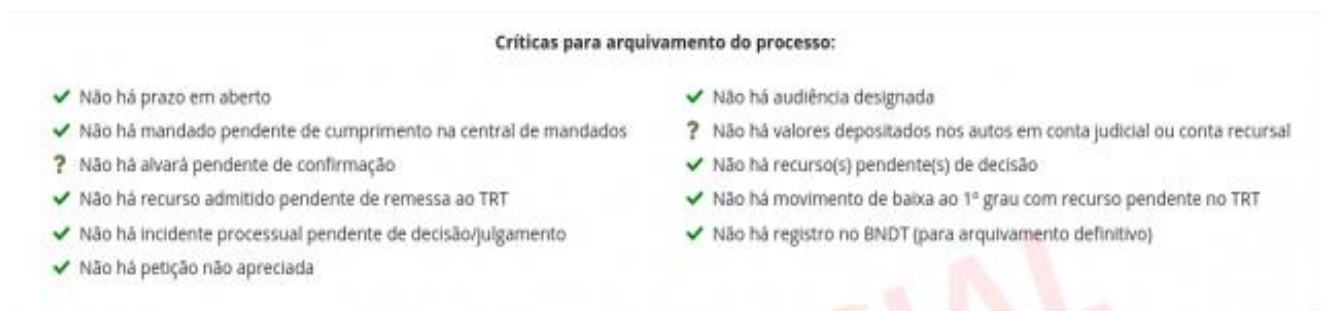 Críticas para arquivamento do processo:
✔ Não há prazo em aberto
✔ Não há audiência designada
✔ Não há mandado pendente de cumprimento na central de mandados
? Não há valores depositados nos autos em conta judicial ou conta recursal
? Não há alvará pendente de confirmação
✔ Não há recurso(s) pendente(s) de decisão
✔ Não há recurso admitido pendente de remessa ao TRT
✔ Não há movimento de baixa ao 1º grau com recurso pendente no TRT
✔ Não há incidente processual pendente de decisão/julgamento
✔ Não há registro no BNDT (para arquivamento definitivo)
✔ Não há petição não apreciada